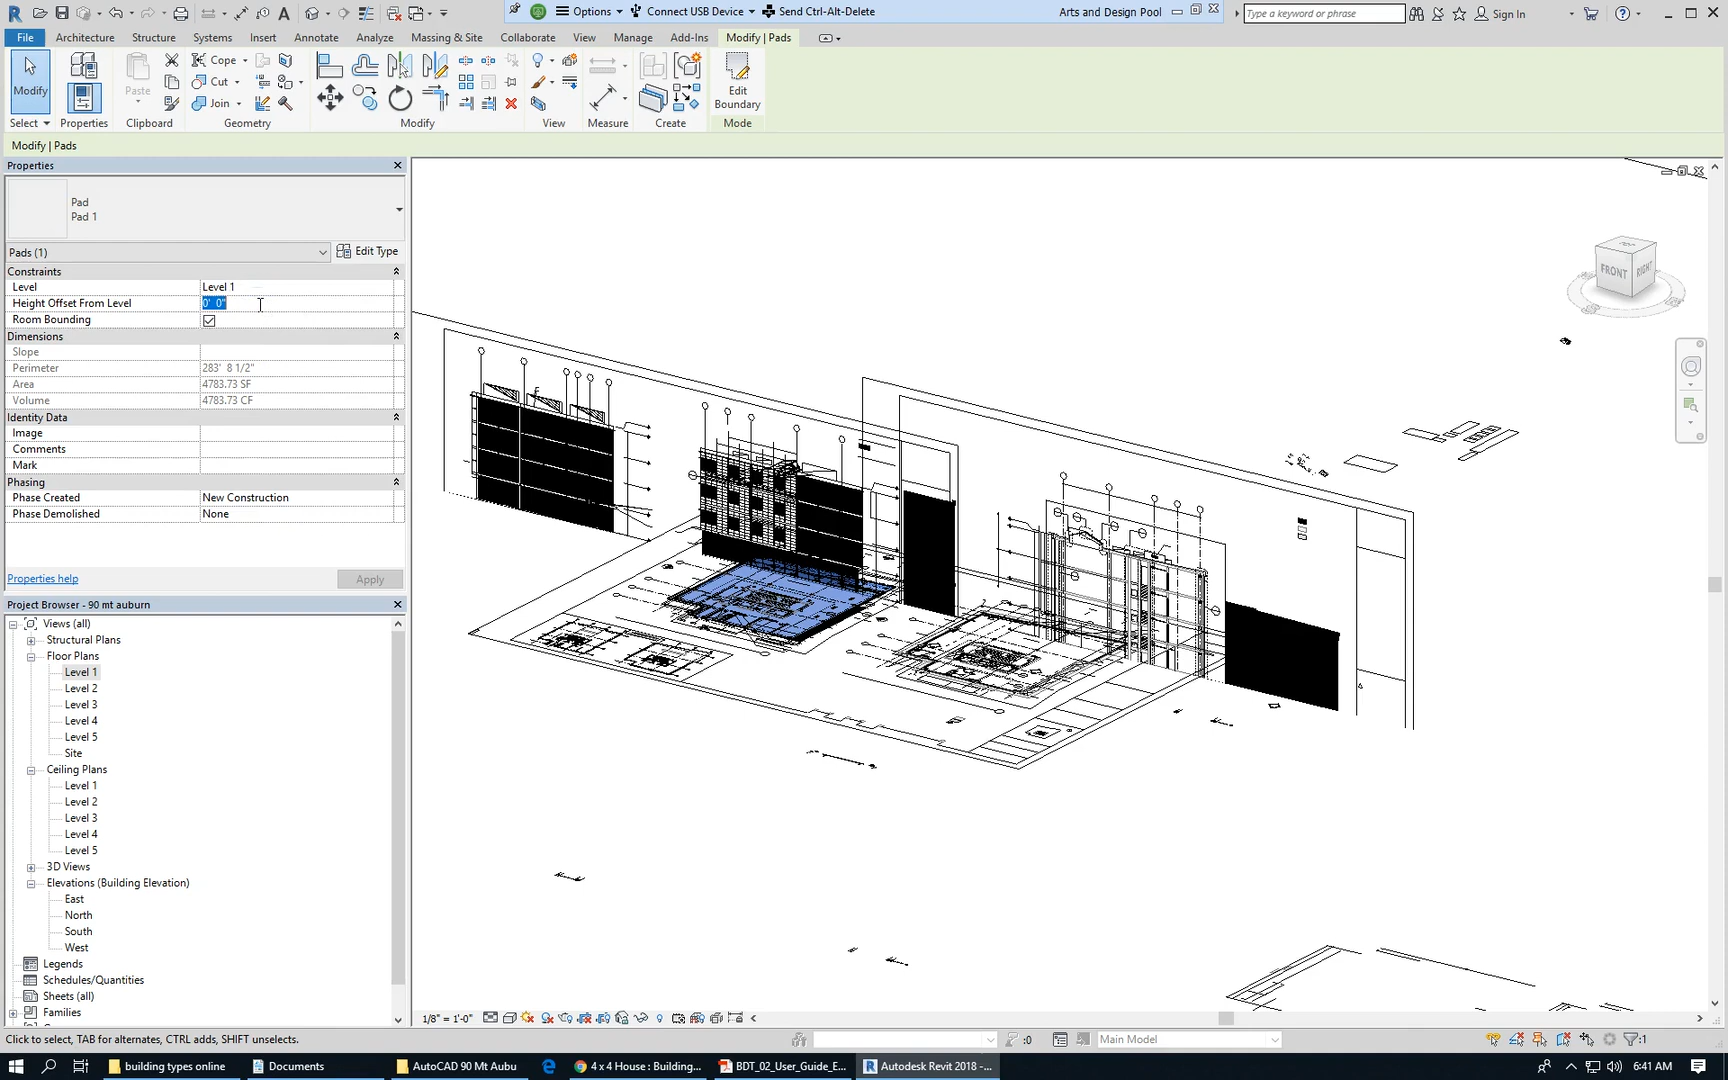 Options
Connect USB Device
Send Ctrl-Alt-Delete
Arts and Design Pool
Type a keyword or phrase
Sign In
File
Architecture
Structure
Systems
Insert
Annotate
Analyze
Massing & Site
Collaborate
View
Manage
Add-Ins
Modify | Pads
Modify
Paste
Cope
Cut
Join
Edit
Boundary
Select
Properties
Clipboard
Geometry
Modify
View
Measure
Create
Mode
Modify | Pads
Properties
Pad
Pad 1
Pads (1)
Edit Type
Constraints
Level
Level 1
Height Offset From Level
0' 0"
Room Bounding
Dimensions
Slope
Perimeter
283' 8 1/2"
Area
4783.73 SF
Volume
4783.73 CF
Identity Data
Image
Comments
Mark
Phasing
Phase Created
New Construction
Phase Demolished
None
Properties help
Apply
Project Browser - 90 mt auburn
Views (all)
Structural Plans
Floor Plans
Level 1
Level 2
Level 3
Level 4
Level 5
Site
Ceiling Plans
Level 1
Level 2
Level 3
Level 4
Level 5
3D Views
Elevations (Building Elevation)
East
North
South
West
Legends
Schedules/Quantities
Sheets (all)
Families
TOP
FRONT
RIGHT
1/8" = 1'-0"
Click to select, TAB for alternates, CTRL adds, SHIFT unselects.
:0
Main Model
:1
building types online
Documents
AutoCAD 90 Mt Aubu
4 x 4 House : Building...
BDT_02_User_Guide_E...
Autodesk Revit 2018 -...
6:41 AM